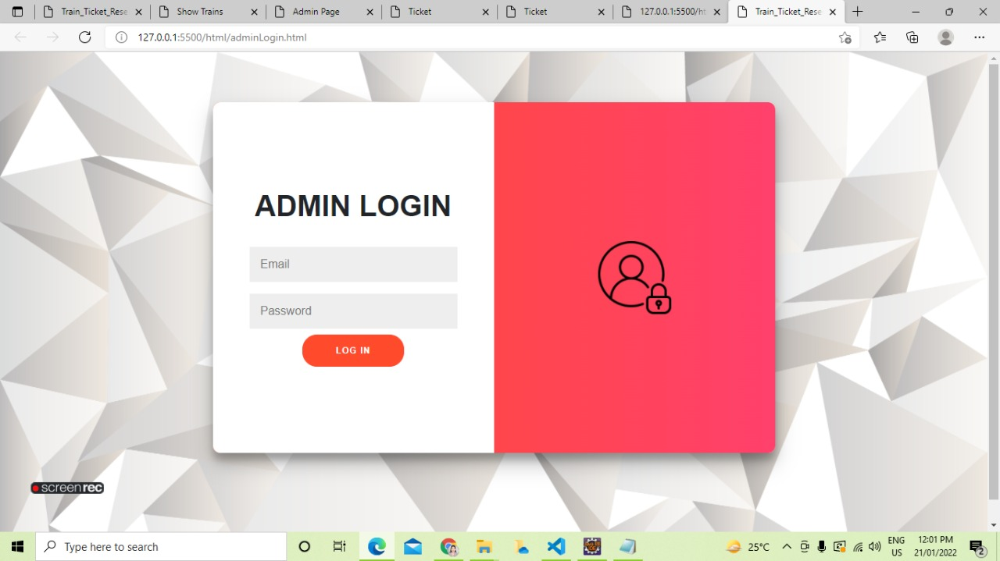 Train_Ticket_Rese
Show Trains
Admin Page
Ticket
Ticket
127.0.0.1:5500/ht
Train_Ticket_Rese
127.0.0.1:5500/html/adminLogin.html
ADMIN LOGIN
Email
Password
LOG IN
screenrec
Type here to search
25°C
ENG
US
12:01 PM
21/01/2022
2